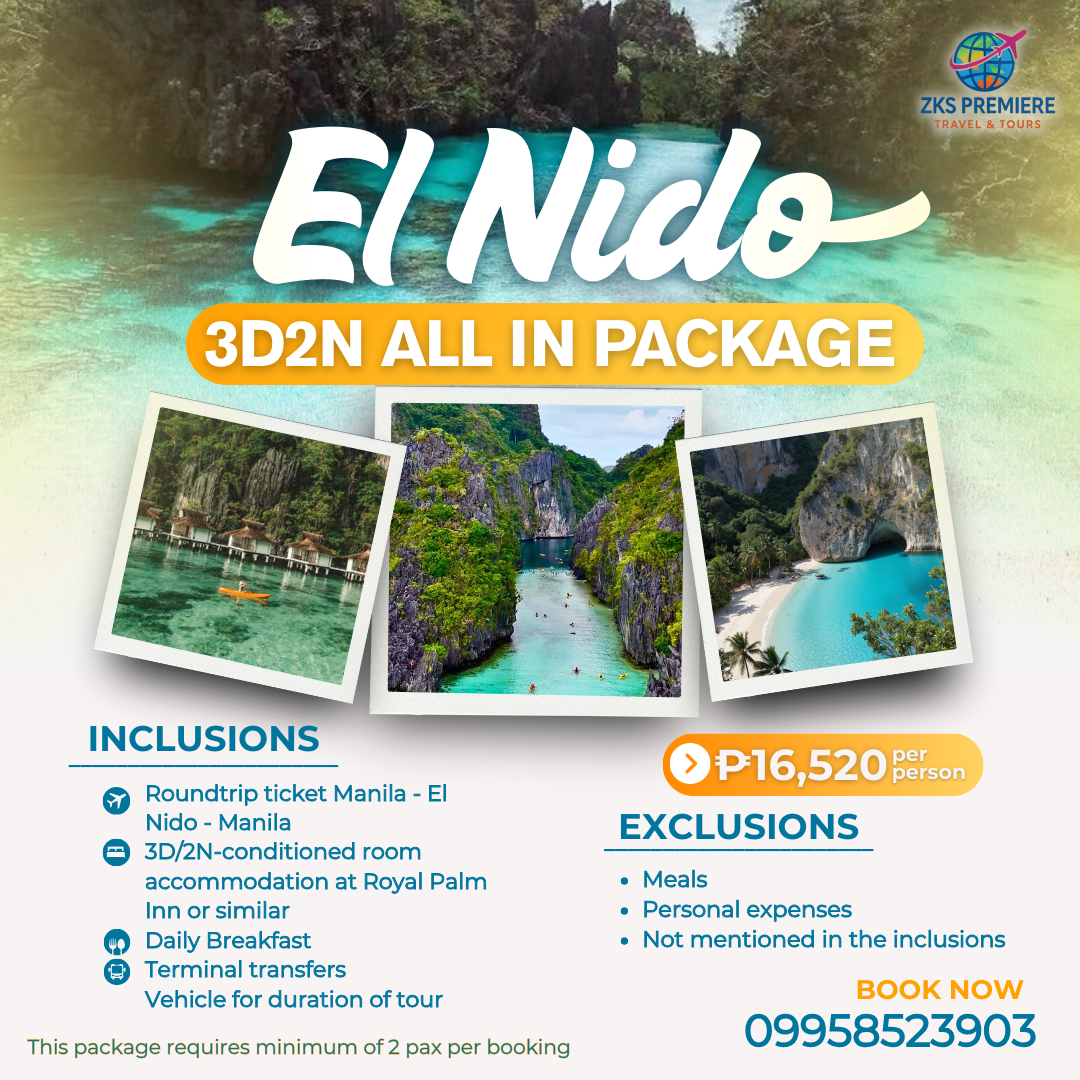 ZKS PREMIERE
TRAVEL & TOURS
El Nido
3D2N ALL IN PACKAGE
INCLUSIONS
Roundtrip ticket Manila - El
Nido - Manila
3D/2N-conditioned room
accommodation at Royal Palm
Inn or similar
Daily Breakfast
Terminal transfers
Vehicle for duration of tour
This package requires minimum of 2 pax per booking
₱16,520 per
person
EXCLUSIONS
• Meals
• Personal expenses
• Not mentioned in the inclusions
BOOK NOW
09958523903